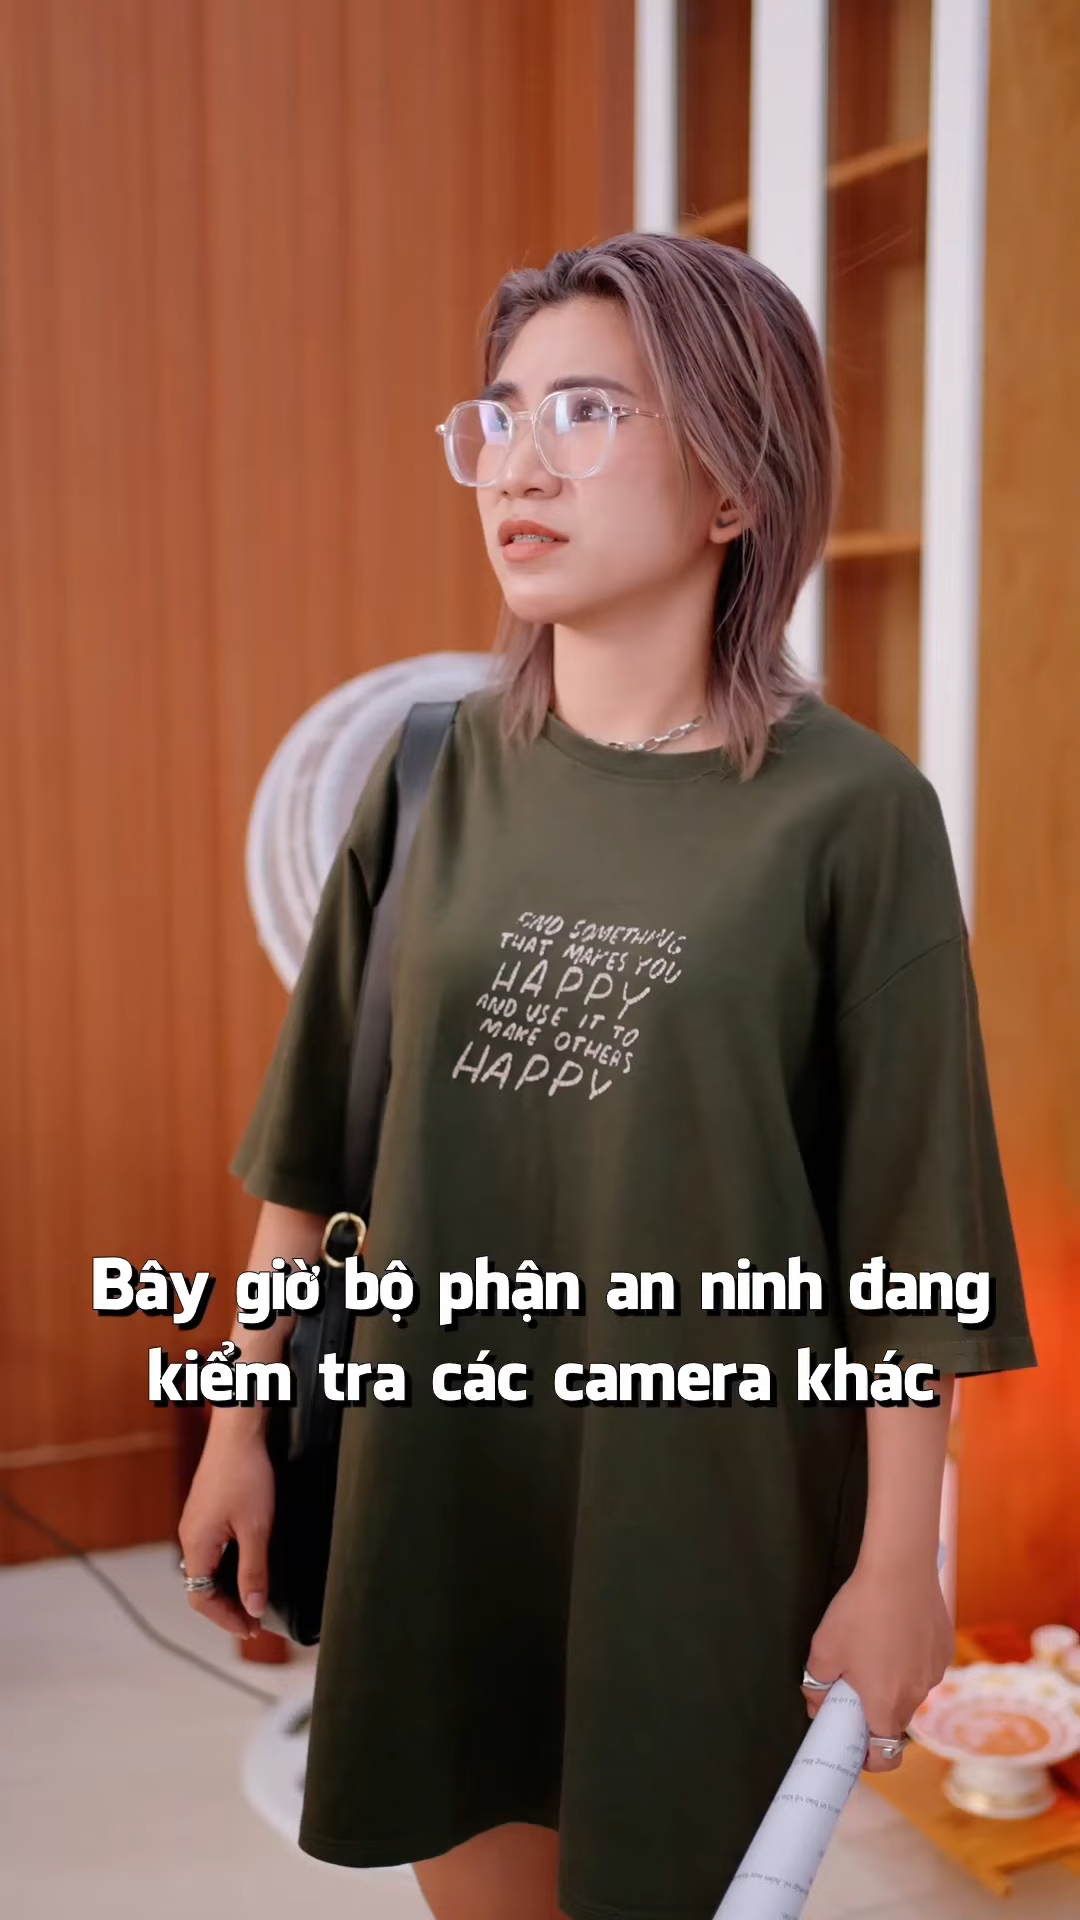 FIND SOMETHING
THAT MAKES YOU
HAPPY
AND USE IT TO
MAKE OTHERS
HAPPY
Bây giờ bộ phận an ninh đang
kiểm tra các camera khác